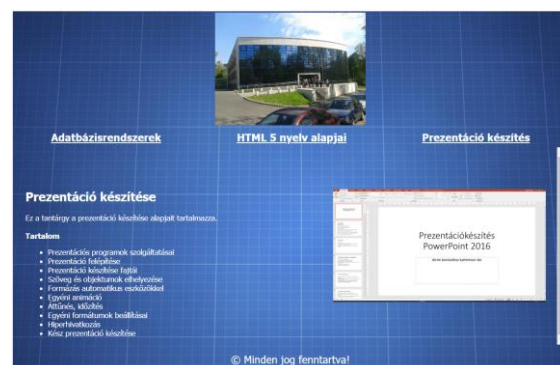 Adatbázisrendszerek
HTML 5 nyelv alapjai
Prezentáció készítés
Prezentáció készítése
Ez a tantárgy a prezentáció készítése alapjait tartalmazza.
Tartalom
Prezentációs programok szolgáltatásai
Prezentáció felépítése
Prezentáció készítése fajtái
Szöveg és objektumok elhelyezése
Formázás automatikus eszközökkel
Egyéni animáció
Áttűnés, időzítés
Egyéni formátumok beállításai
Hiperhivatkozás
Kész prezentáció készítése
Prezentációkészítés
PowerPoint 2016
© Minden jog fenntartva!